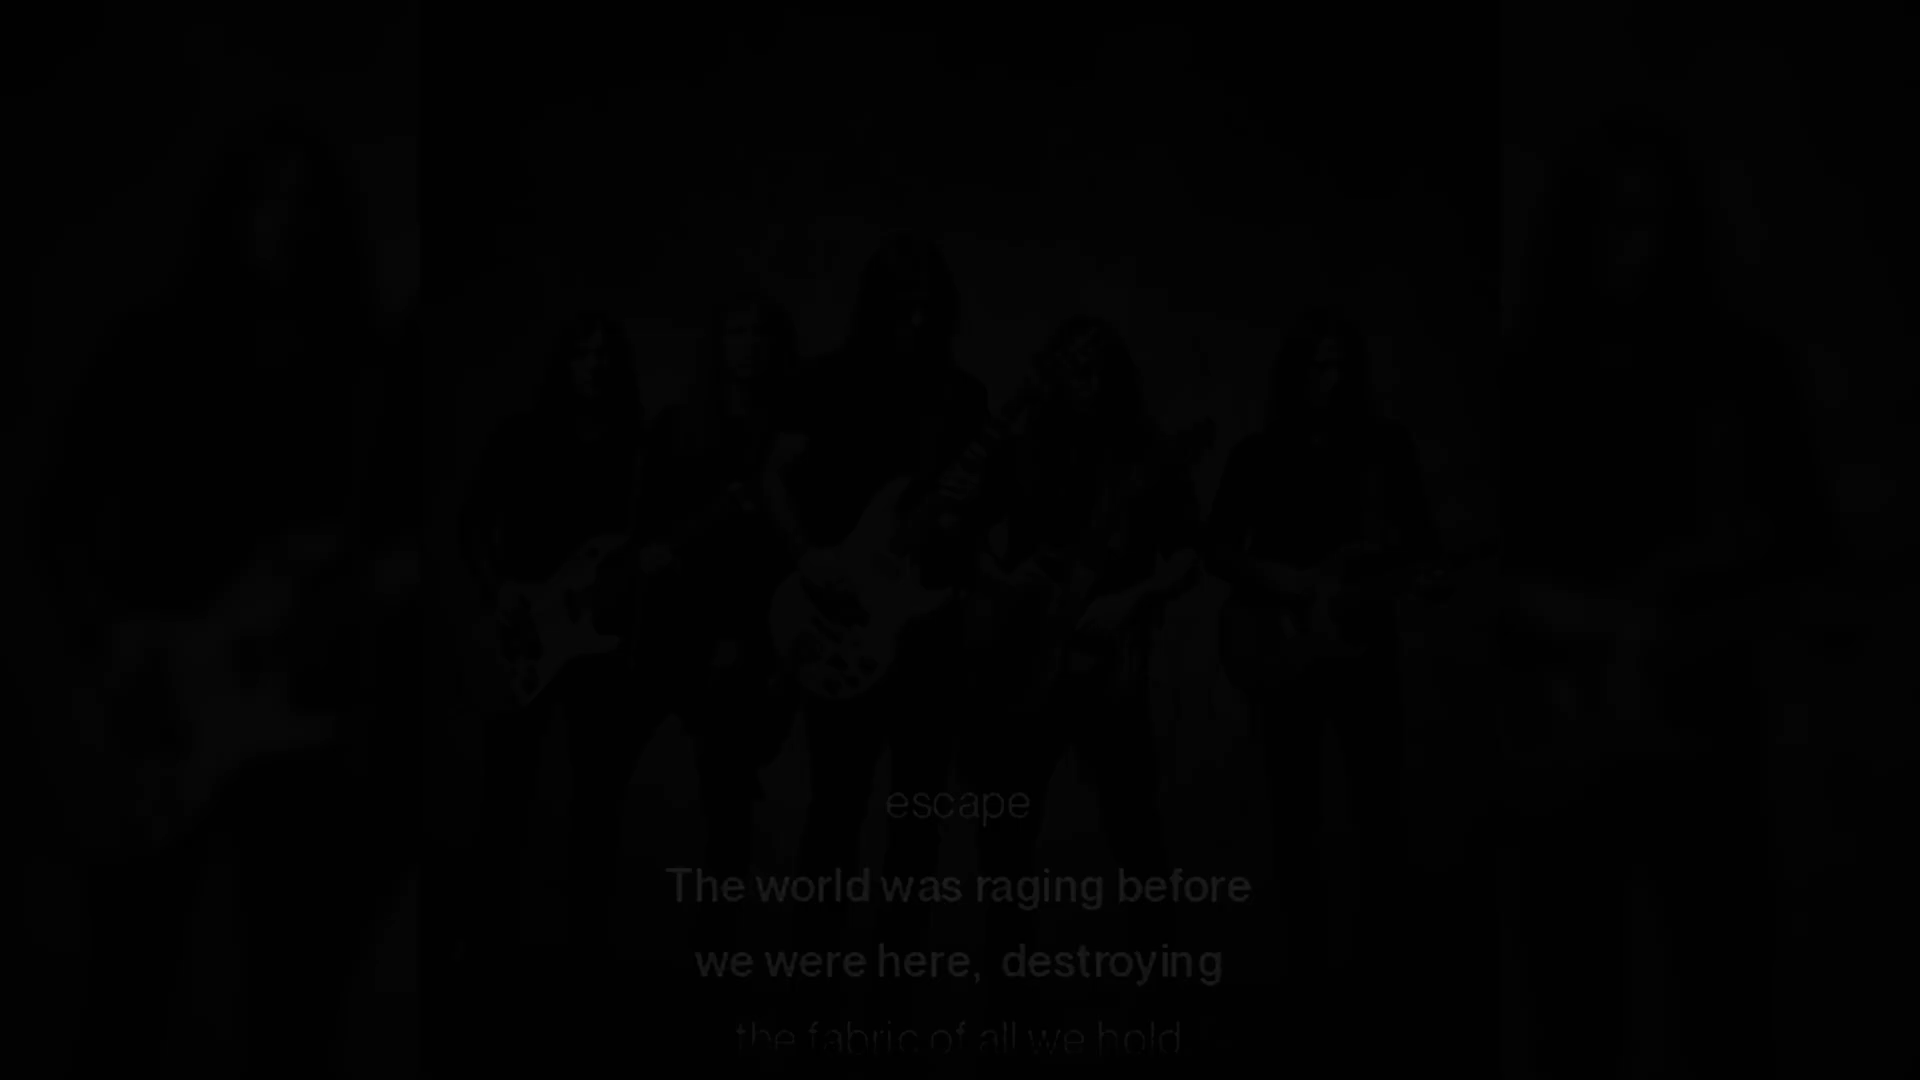 escape
The world was raging before
we were here, destroying
the fabric of all we hold